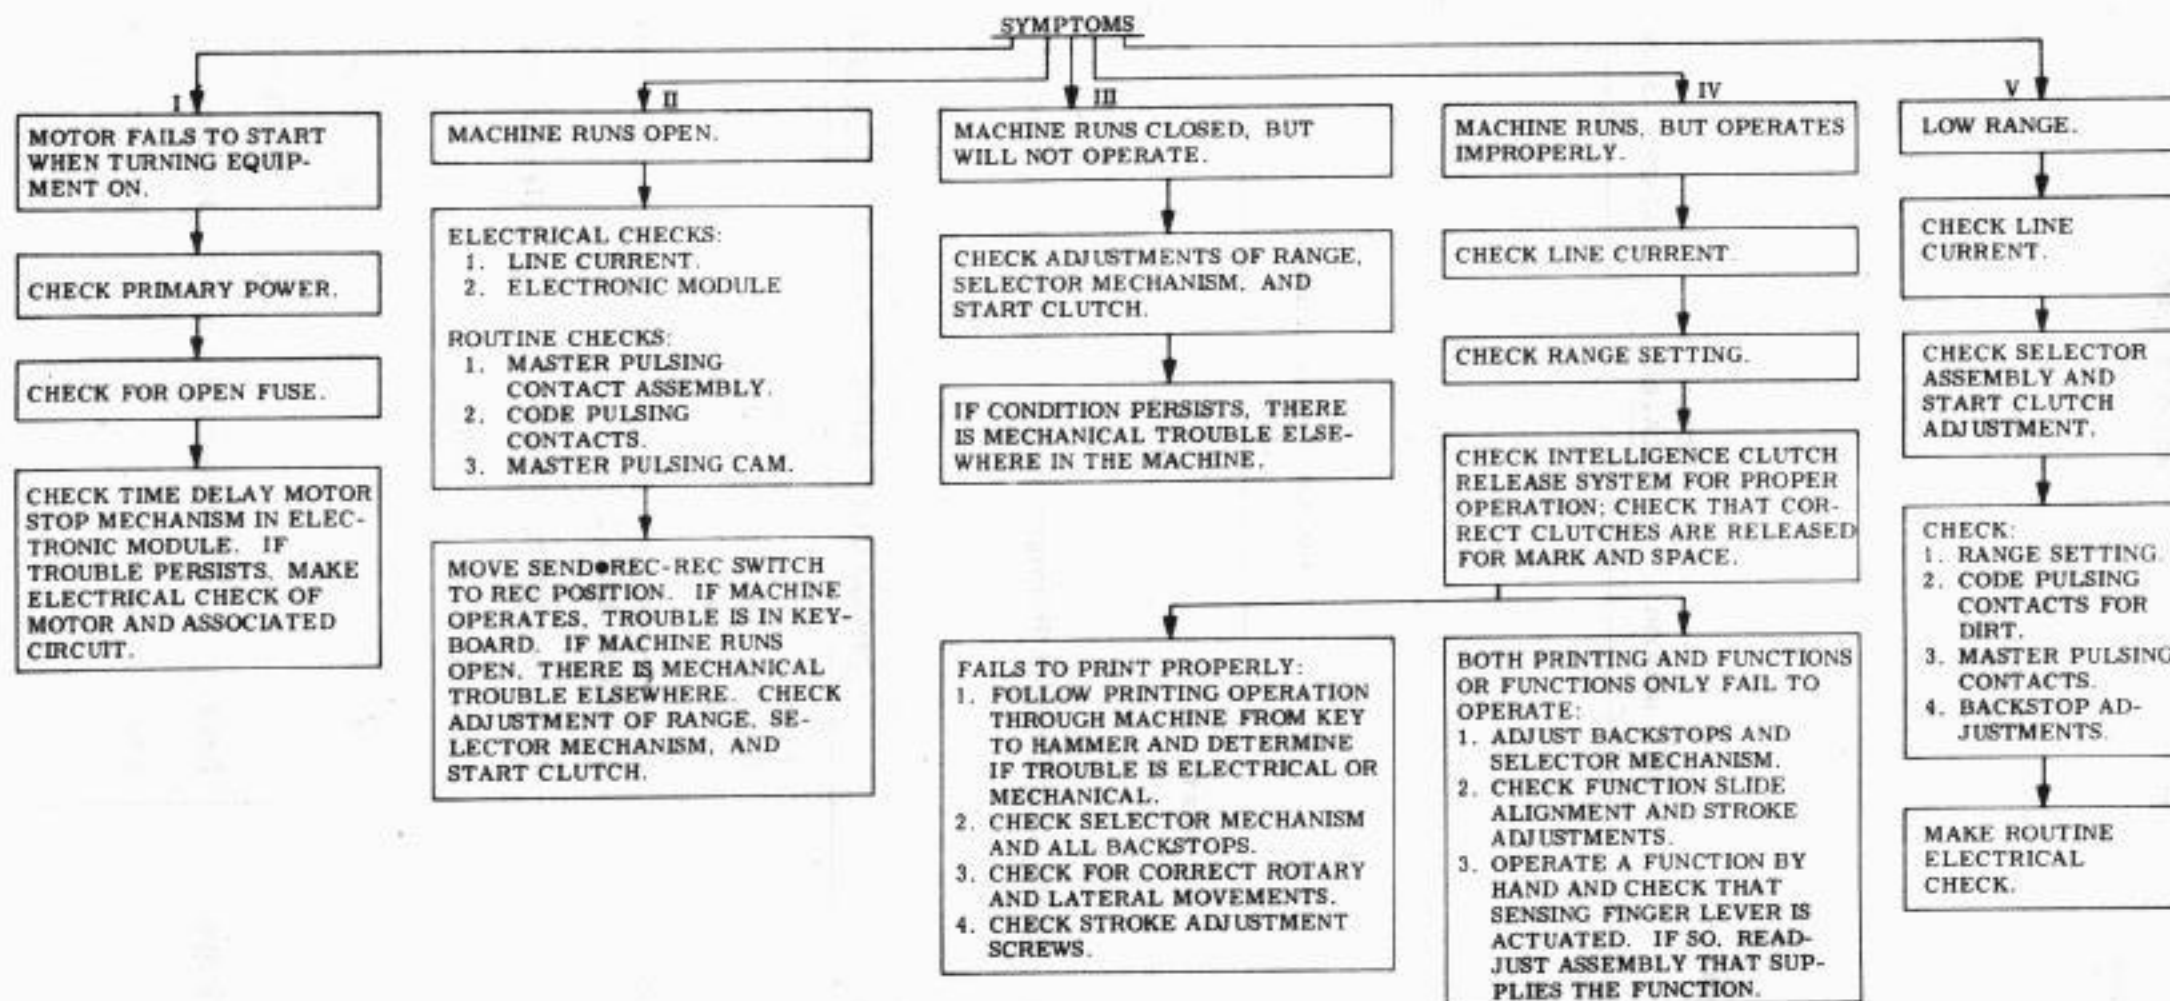 SYMPTOMS
I
MOTOR FAILS TO START
WHEN TURNING EQUIP-
MENT ON.
CHECK PRIMARY POWER.
CHECK FOR OPEN FUSE.
CHECK TIME DELAY MOTOR
STOP MECHANISM IN ELEC-
TRONIC MODULE. IF
TROUBLE PERSISTS, MAKE
ELECTRICAL CHECK OF
MOTOR AND ASSOCIATED
CIRCUIT.
II
MACHINE RUNS OPEN.
ELECTRICAL CHECKS:
1. LINE CURRENT.
2. ELECTRONIC MODULE
ROUTINE CHECKS:
1. MASTER PULSING
CONTACT ASSEMBLY.
2. CODE PULSING
CONTACTS.
3. MASTER PULSING CAM.
MOVE SEND●REC-REC SWITCH
TO REC POSITION. IF MACHINE
OPERATES, TROUBLE IS IN KEY-
BOARD. IF MACHINE RUNS
OPEN, THERE IS MECHANICAL
TROUBLE ELSEWHERE. CHECK
ADJUSTMENT OF RANGE, SE-
LECTOR MECHANISM, AND
START CLUTCH.
III
MACHINE RUNS CLOSED, BUT
WILL NOT OPERATE.
CHECK ADJUSTMENTS OF RANGE,
SELECTOR MECHANISM, AND
START CLUTCH.
IF CONDITION PERSISTS, THERE
IS MECHANICAL TROUBLE ELSE-
WHERE IN THE MACHINE.
IV
MACHINE RUNS, BUT OPERATES
IMPROPERLY.
CHECK LINE CURRENT
CHECK RANGE SETTING.
CHECK INTELLIGENCE CLUTCH
RELEASE SYSTEM FOR PROPER
OPERATION; CHECK THAT COR-
RECT CLUTCHES ARE RELEASED
FOR MARK AND SPACE.
FAILS TO PRINT PROPERLY:
1. FOLLOW PRINTING OPERATION
THROUGH MACHINE FROM KEY
TO HAMMER AND DETERMINE
IF TROUBLE IS ELECTRICAL OR
MECHANICAL.
2. CHECK SELECTOR MECHANISM
AND ALL BACKSTOPS.
3. CHECK FOR CORRECT ROTARY
AND LATERAL MOVEMENTS.
4. CHECK STROKE ADJUSTMENT
SCREWS.
BOTH PRINTING AND FUNCTIONS
OR FUNCTIONS ONLY FAIL TO
OPERATE:
1. ADJUST BACKSTOPS AND
SELECTOR MECHANISM.
2. CHECK FUNCTION SLIDE
ALIGNMENT AND STROKE
ADJUSTMENTS.
3. OPERATE A FUNCTION BY
HAND AND CHECK THAT
SENSING FINGER LEVER IS
ACTUATED. IF SO, READ-
JUST ASSEMBLY THAT SUP-
PLIES THE FUNCTION.
V
LOW RANGE.
CHECK LINE
CURRENT.
CHECK SELECTOR
ASSEMBLY AND
START CLUTCH
ADJUSTMENT.
CHECK:
1. RANGE SETTING.
2. CODE PULSING
CONTACTS FOR
DIRT.
3. MASTER PULSING
CONTACTS.
4. BACKSTOP AD-
JUSTMENTS.
MAKE ROUTINE
ELECTRICAL
CHECK.